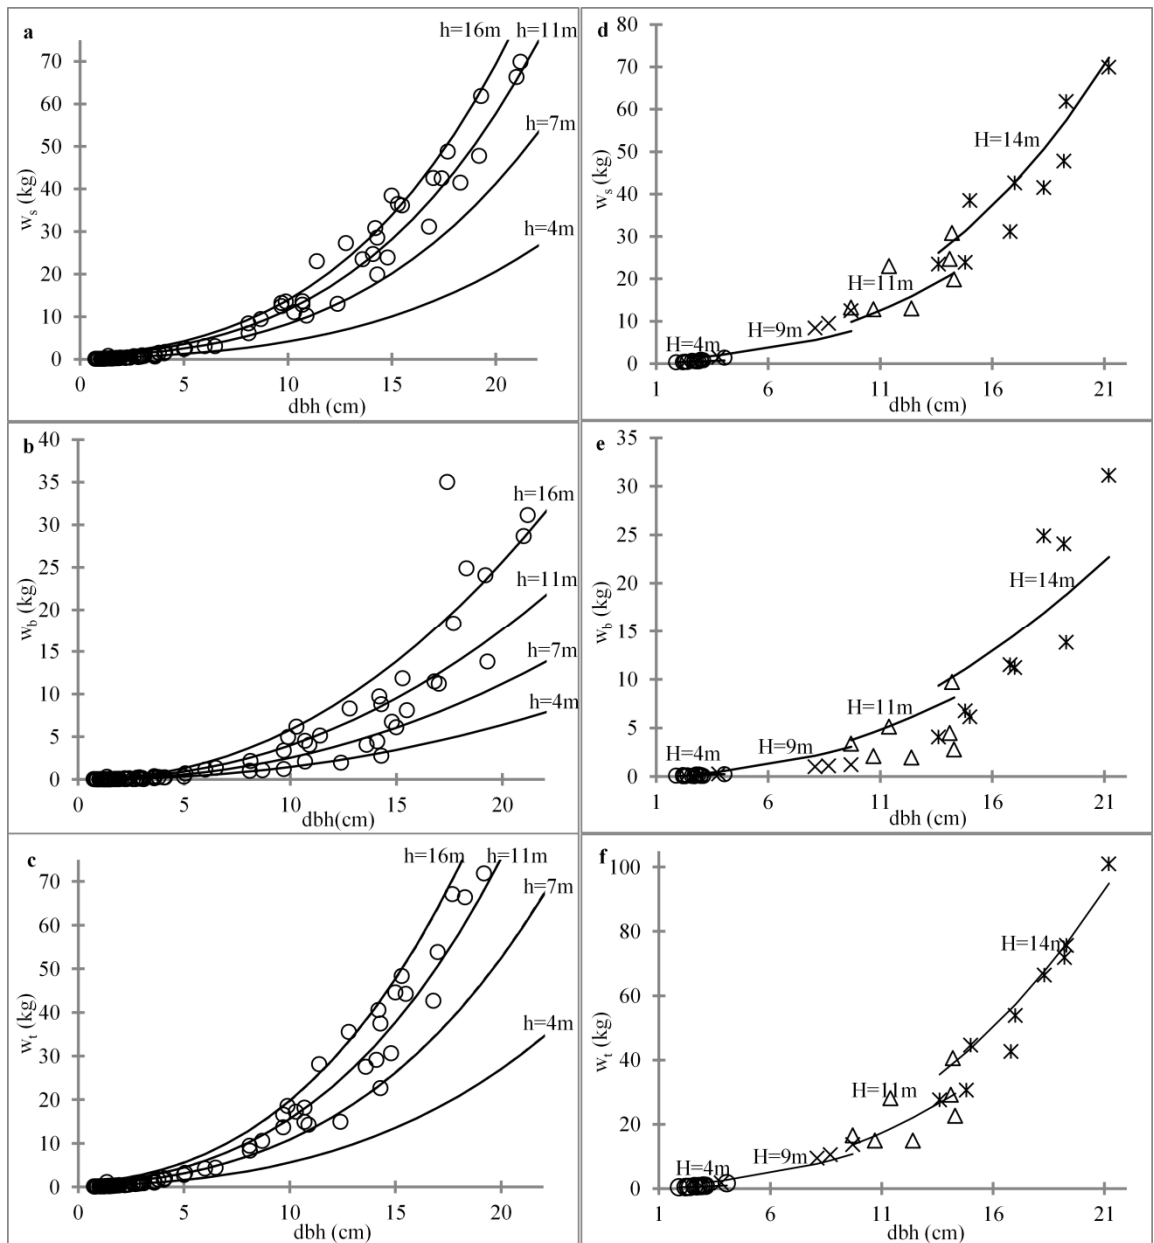 a
h=16m
h=11m
h=7m
h=4m
70
60
50
40
30
20
10
0
w_s (kg)
0 5 10 15 20
dbh (cm)
d
80
70
60
50
40
30
20
10
0
w_s (kg)
H=4m
H=9m
H=11m
H=14m
1 6 11 16 21
dbh (cm)
b
40
35
30
25
20
15
10
5
0
w_b (kg)
h=16m
h=11m
h=7m
h=4m
0 5 10 15 20
dbh(cm)
e
35
30
25
20
15
10
5
0
w_b (kg)
H=4m
H=9m
H=11m
H=14m
1 6 11 16 21
dbh (cm)
c
h=16m
h=11m
h=7m
h=4m
70
60
50
40
30
20
10
0
w_t (kg)
0 5 10 15 20
dbh (cm)
f
100
80
60
40
20
0
w_t (kg)
H=4m
H=9m
H=11m
H=14m
1 6 11 16 21
dbh (cm)